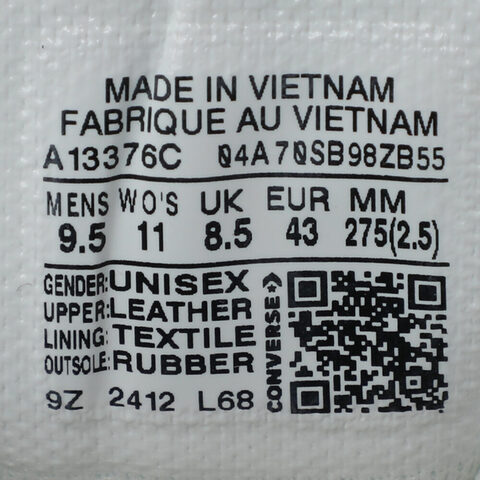 MADE IN VIETNAM
FABRIQUE AU VIETNAM
A13376C 04A70SB98ZB55
MENS WO'S UK EUR MM
9.5 11 8.5 43 275(2.5)
GENDER:UNISEX
UPPER:LEATHER
LINING:TEXTILE
OUTSOLE:RUBBER
CONVERSE
9Z 2412 L68